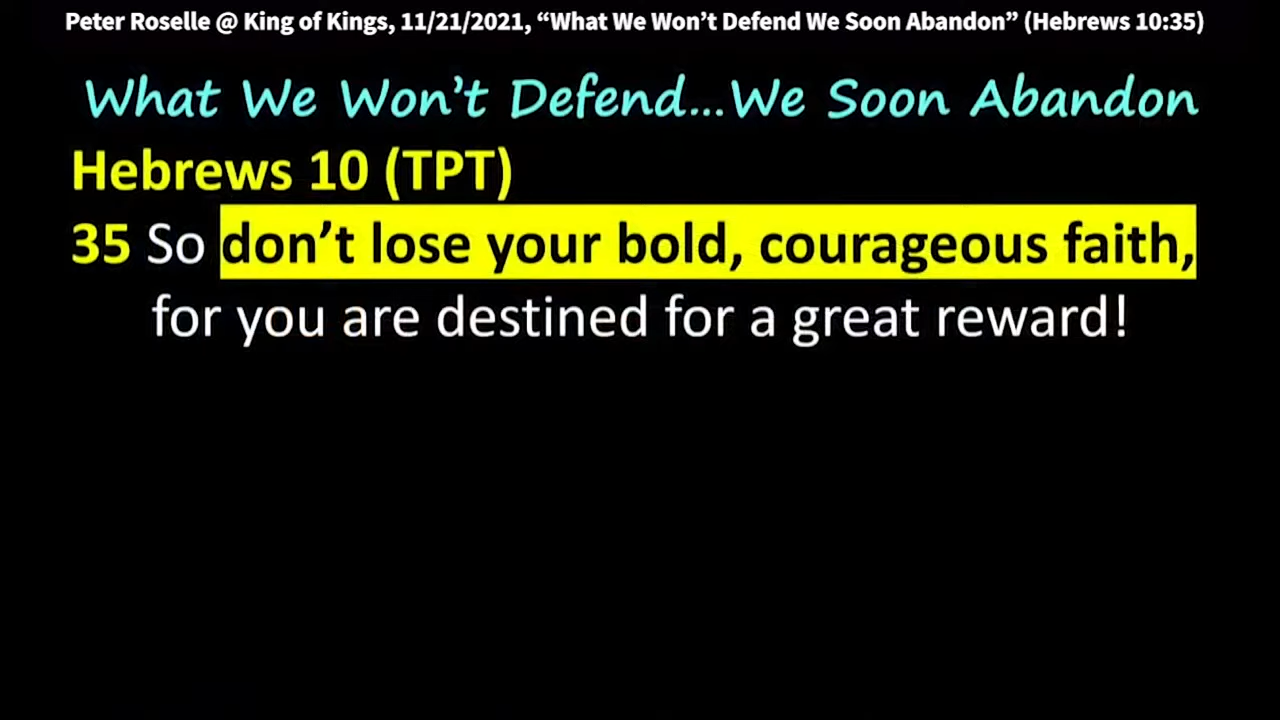 Peter Roselle @ King of Kings, 11/21/2021, “What We Won’t Defend We Soon Abandon” (Hebrews 10:35)
What We Won’t Defend...We Soon Abandon
Hebrews 10 (TPT)
35 So don’t lose your bold, courageous faith,
for you are destined for a great reward!